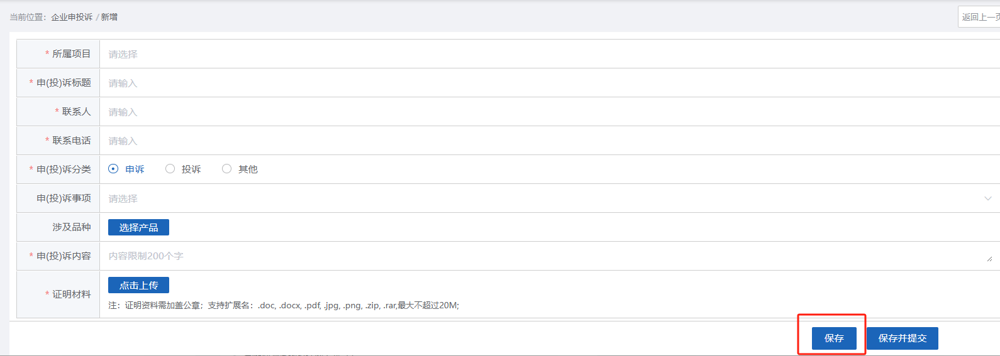 当前位置：企业申投诉 / 新增
返回上一页
* 所属项目 请选择
* 申(投)诉标题 请输入
* 联系人 请输入
* 联系电话 请输入
* 申(投)诉分类 申诉 投诉 其他
申(投)诉事项 请选择
涉及品种 选择产品
* 申(投)诉内容 内容限制200个字
* 证明材料 点击上传
注：证明资料需加盖公章；支持扩展名：.doc, .docx, .pdf, .jpg, .png, .zip, .rar,最大不超过20M;
保存 保存并提交